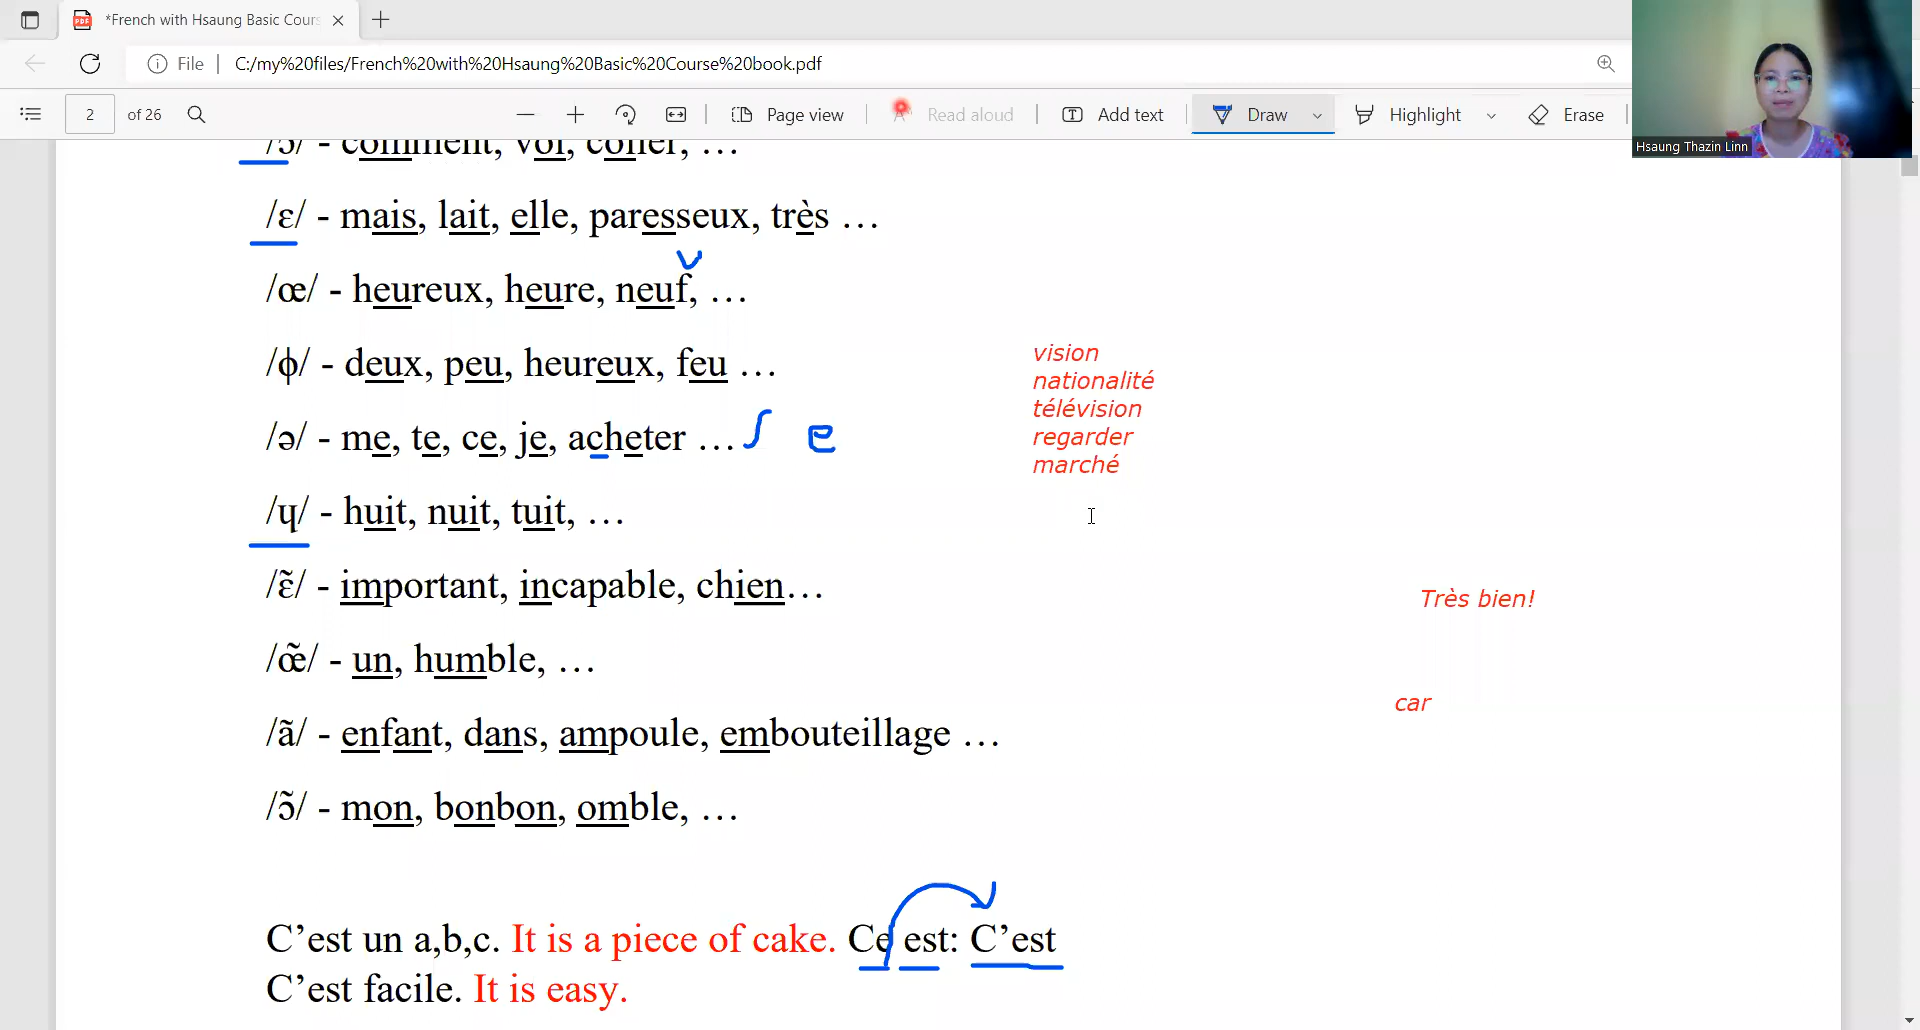 *French with Hsaung Basic Cours
File
C:/my%20files/French%20with%20Hsaung%20Basic%20Course%20book.pdf
2 of 26
Page view
Read aloud
Add text
Draw
Highlight
Erase
Hsaung Thazin Linn
/ɔ/ - comment, vol, coller, …
/ɛ/ - mais, lait, elle, paresseux, très …
v
/œ/ - heureux, heure, neuf, …
/ɸ/ - deux, peu, heureux, feu …
/ə/ - me, te, ce, je, acheter … ʃ e
/ɥ/ - huit, nuit, tuit, …
/ɛ̃/ - important, incapable, chien…
/œ̃/ - un, humble, …
/ã/ - enfant, dans, ampoule, embouteillage …
/ɔ̃/ - mon, bonbon, omble, …
vision
nationalité
télévision
regarder
marché
Très bien!
car
C’est un a,b,c. It is a piece of cake. Ce est: C’est
C’est facile. It is easy.